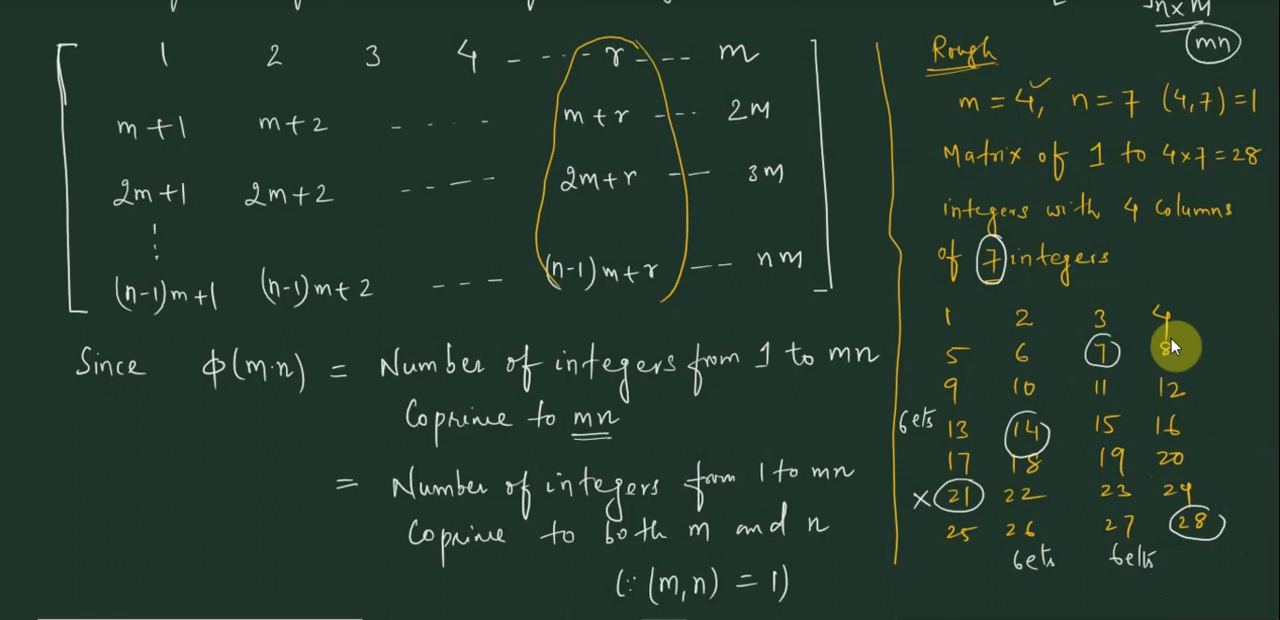 n×m
mn
1 2 3 4 - - - - r - - - m
m+1 m+2 - - - - m+r - - - 2m
2m+1 2m+2 - - - - - 2m+r - - 3m
(n-1)m+1 (n-1)m+2 - - - (n-1)m+r - - nm
Since ϕ(m·n) = Number of integers from 1 to mn
Coprime to mn
= Number of integers from 1 to mn
Coprime to both m and n
(∵ (m,n) = 1)
Rough
m = 4, n = 7 (4,7) = 1
Matrix of 1 to 4×7 = 28
integers with 4 columns
of 7 integers
1 2 3 4
5 6 7 8
9 10 11 12
6ets 13 14 15 16
17 18 19 20
× 21 22 23 24
25 26 27 28
6ets 6elts